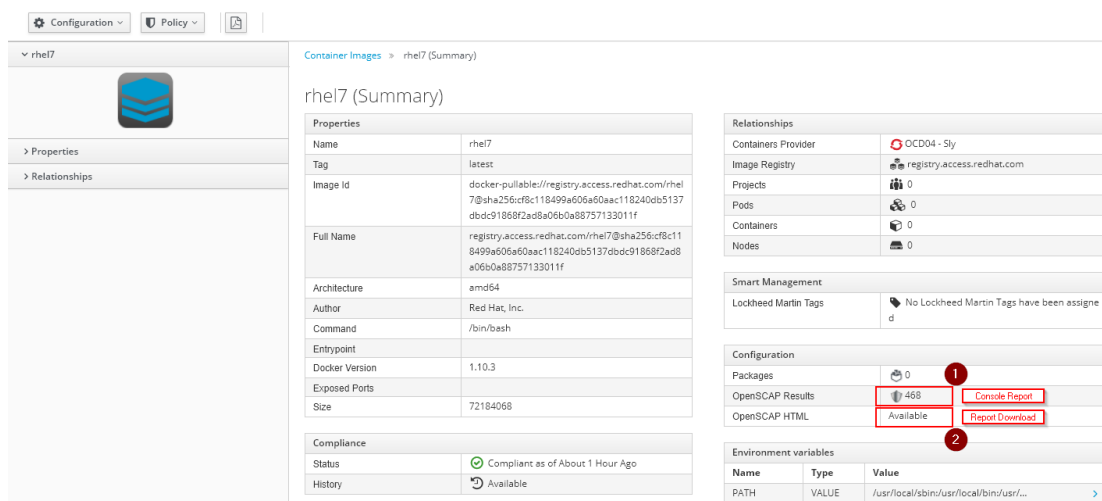 Configuration
Policy
rhel7
Properties
Relationships
Container Images » rhel7 (Summary)
rhel7 (Summary)
Properties
Name rhel7
Tag latest
Image Id docker-pullable://registry.access.redhat.com/rhel
7@sha256:cf8c118499a606a60aac118240db5137
dbdc91868f2ad8a06b0a88757133011f
Full Name registry.access.redhat.com/rhel7@sha256:cf8c11
8499a606a60aac118240db5137dbdc91868f2ad8
a06b0a88757133011f
Architecture amd64
Author Red Hat, Inc.
Command /bin/bash
Entrypoint
Docker Version 1.10.3
Exposed Ports
Size 72184068
Compliance
Status Compliant as of About 1 Hour Ago
History Available
Relationships
Containers Provider OCD04 - Sly
Image Registry registry.access.redhat.com
Projects 0
Pods 0
Containers 0
Nodes 0
Smart Management
Lockheed Martin Tags No Lockheed Martin Tags have been assigne
d
Configuration
Packages 0
1
OpenSCAP Results 468 Console Report
OpenSCAP HTML Available Report Download
2
Environment variables
Name Type Value
PATH VALUE /usr/local/sbin:/usr/local/bin:/usr/...